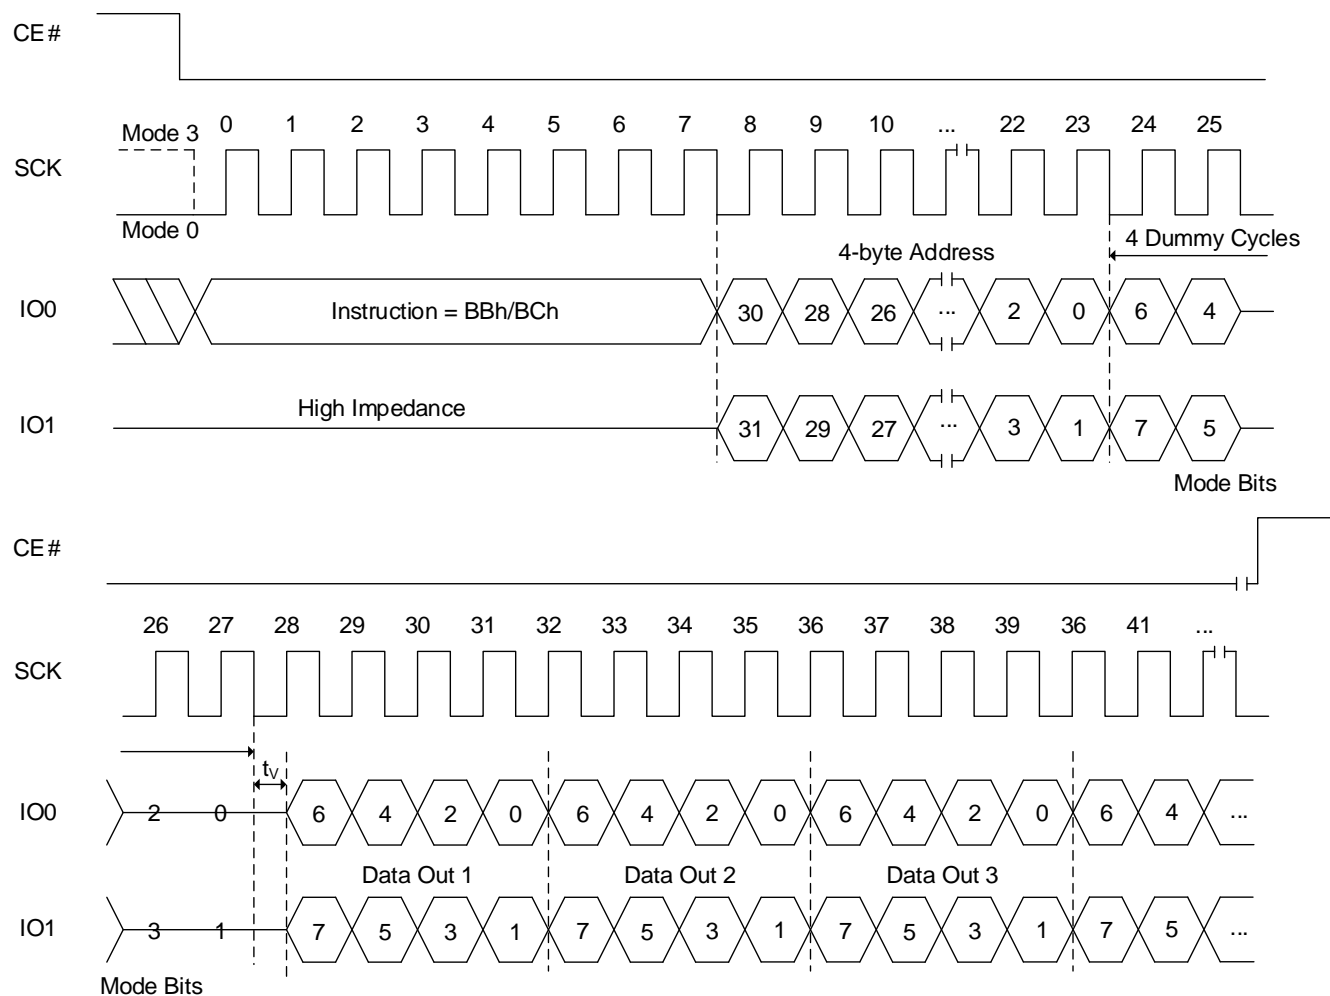 CE#
Mode 3 0 1 2 3 4 5 6 7 8 9 10 ... 22 23 24 25
SCK
Mode 0
4-byte Address 4 Dummy Cycles
IO0 Instruction = BBh/BCh 30 28 26 ... 2 0 6 4
High Impedance
IO1 31 29 27 ... 3 1 7 5
Mode Bits
CE#
26 27 28 29 30 31 32 33 34 35 36 37 38 39 36 41 ...
SCK
tV
IO0 2 0 6 4 2 0 6 4 2 0 6 4 2 0 6 4 ...
Data Out 1 Data Out 2 Data Out 3
IO1 3 1 7 5 3 1 7 5 3 1 7 5 3 1 7 5 ...
Mode Bits